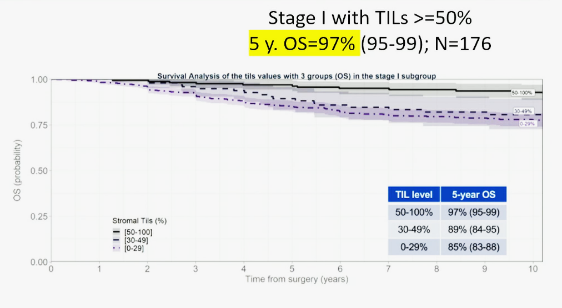 Stage I with TILs >=50%
5 y. OS=97% (95-99); N=176
Survival Analysis of the tils values with 3 groups (OS) in the stage I subgroup
OS (probability)
1.00
0.75
0.50
0.25
0.00
50-100%
30-49%
0-29%
Stromal Tils (%)
[50-100]
[30-49]
[0-29]
TIL level 5-year OS
50-100% 97% (95-99)
30-49% 89% (84-95)
0-29% 85% (83-88)
0 1 2 3 4 5 6 7 8 9 10
Time from surgery (years)